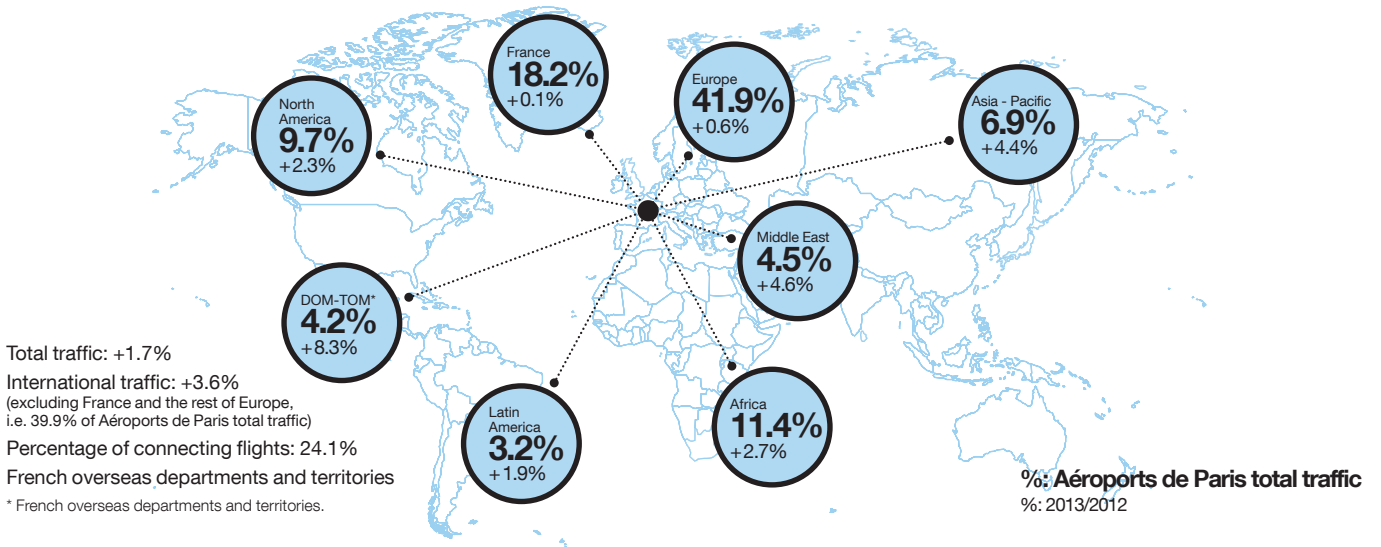 France
18.2%
+0.1%
Europe
41.9%
+0.6%
Asia - Pacific
6.9%
+4.4%
North
America
9.7%
+2.3%
Middle East
4.5%
+4.6%
DOM-TOM*
4.2%
+8.3%
Latin
America
3.2%
+1.9%
Africa
11.4%
+2.7%
Total traffic: +1.7%
International traffic: +3.6%
(excluding France and the rest of Europe,
i.e. 39.9% of Aéroports de Paris total traffic)
Percentage of connecting flights: 24.1%
French overseas departments and territories
* French overseas departments and territories.
%: Aéroports de Paris total traffic
%: 2013/2012